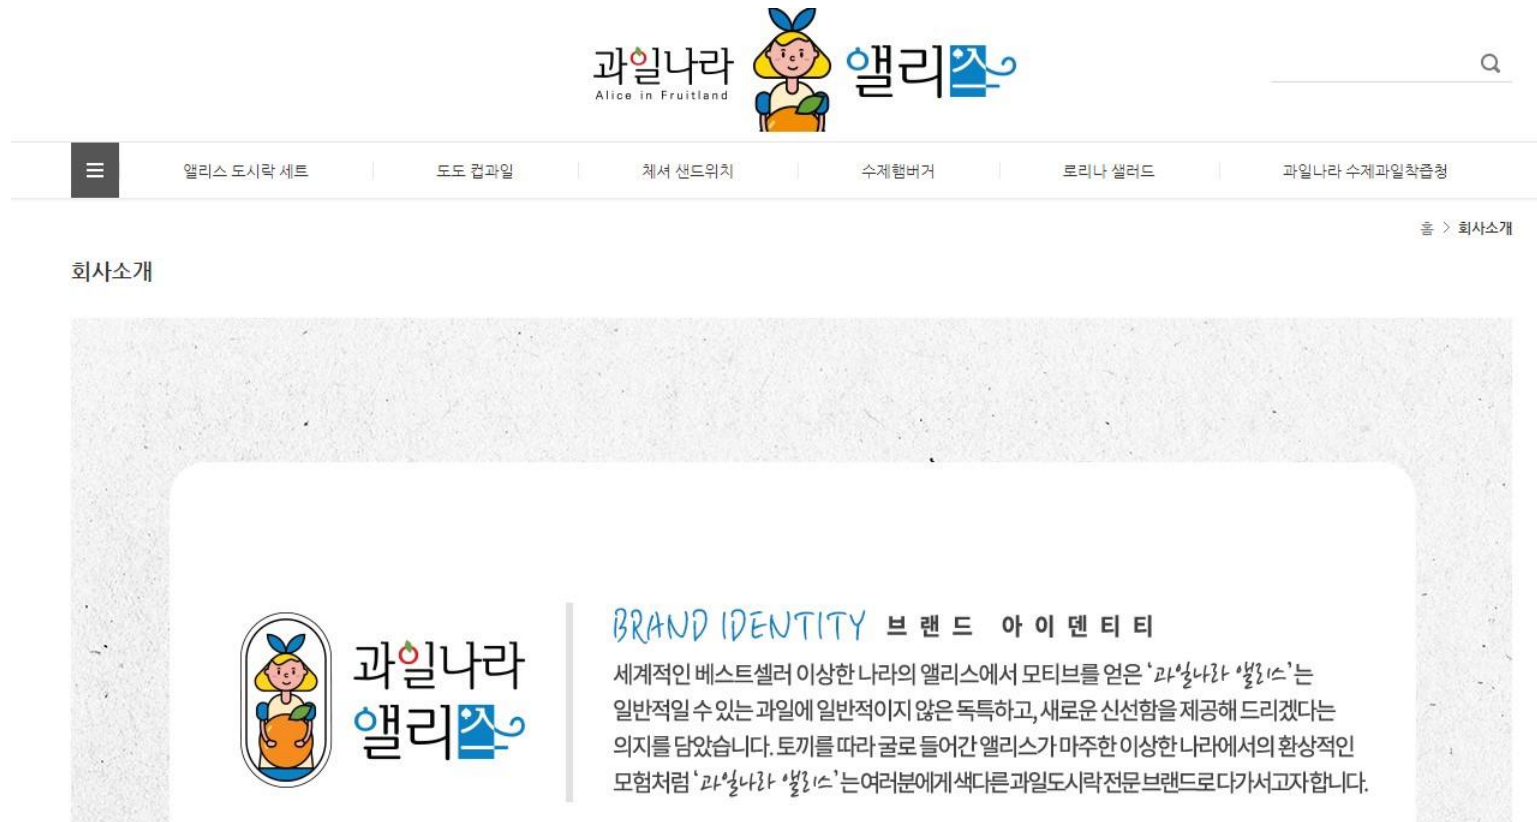 과일나라
Alice in Fruitland
앨리스
앨리스 도시락 세트
도도 컵과일
체셔 샌드위치
수제햄버거
로리나 샐러드
과일나라 수제과일착즙청
홈 > 회사소개
회사소개
과일나라
앨리스
BRAND IDENTITY 브랜드 아이덴티티
세계적인 베스트셀러 이상한 나라의 앨리스에서 모티브를 얻은 '과일나라 앨리스'는
일반적일 수 있는 과일에 일반적이지 않은 독특하고, 새로운 신선함을 제공해 드리겠다는
의지를 담았습니다. 토끼를 따라 굴로 들어간 앨리스가 마주한 이상한 나라에서의 환상적인
모험처럼 '과일나라 앨리스'는 여러분에게 색다른 과일도시락 전문 브랜드로 다가서고자 합니다.